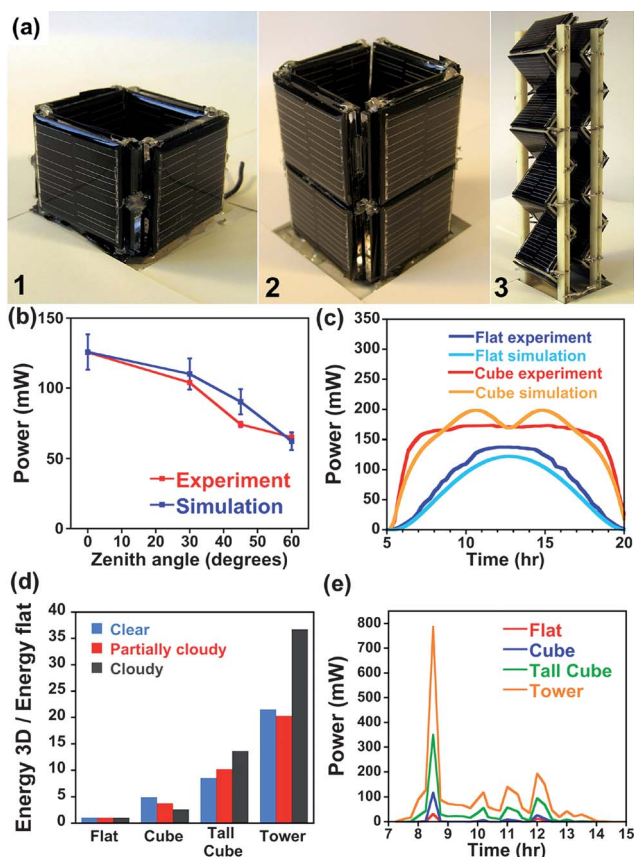 (a)
1
2
3
(b)
150
100
50
0
Power (mW)
0 10 20 30 40 50 60
Zenith angle (degrees)
Experiment
Simulation
(c)
350
300
250
200
150
100
50
0
Power (mW)
5 10 15 20
Time (hr)
Flat experiment
Flat simulation
Cube experiment
Cube simulation
(d)
40
35
30
25
20
15
10
5
0
Energy 3D / Energy flat
Clear
Partially cloudy
Cloudy
Flat Cube Tall Tower
Cube
(e)
800
700
600
500
400
300
200
100
0
Power (mW)
7 8 9 10 11 12 13 14 15
Time (hr)
Flat
Cube
Tall Cube
Tower